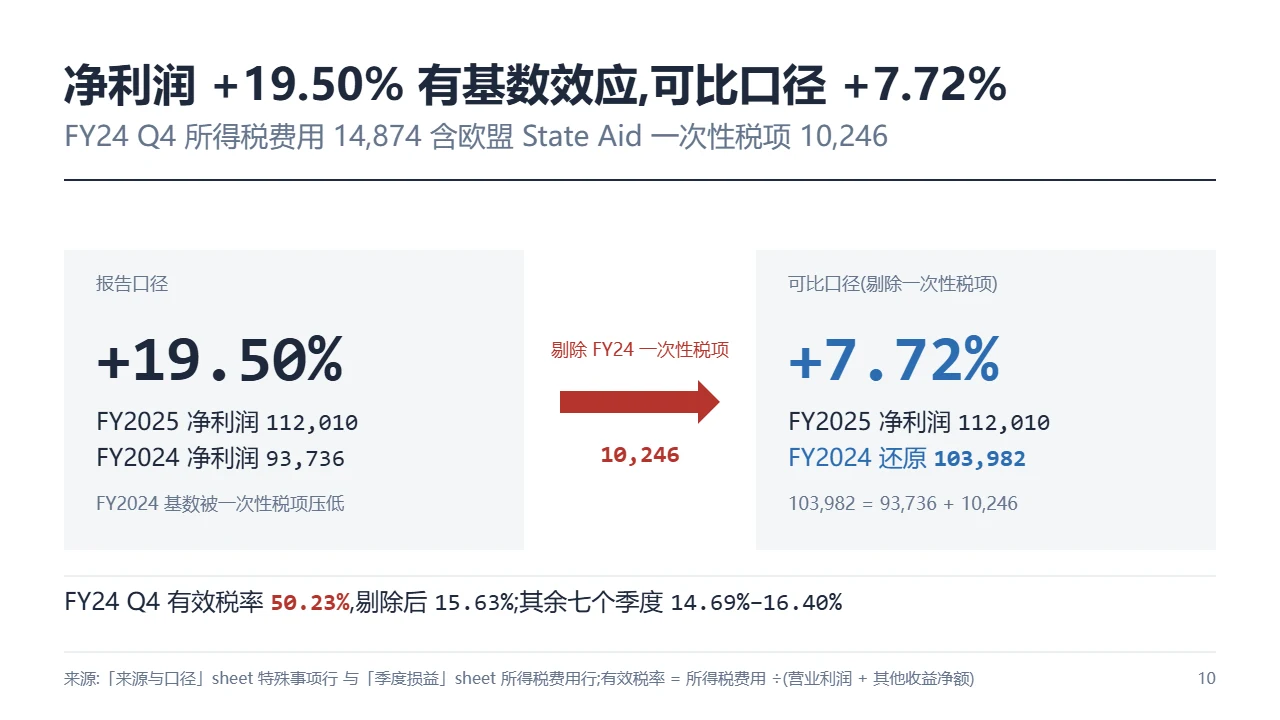 净利润 +19.50% 有基数效应,可比口径 +7.72%
FY24 Q4 所得税费用 14,874 含欧盟 State Aid 一次性税项 10,246
报告口径
+19.50%
FY2025 净利润 112,010
FY2024 净利润 93,736
FY2024 基数被一次性税项压低
剔除 FY24 一次性税项
10,246
可比口径(剔除一次性税项)
+7.72%
FY2025 净利润 112,010
FY2024 还原 103,982
103,982 = 93,736 + 10,246
FY24 Q4 有效税率 50.23%,剔除后 15.63%;其余七个季度 14.69%–16.40%
来源:「来源与口径」sheet 特殊事项行 与「季度损益」sheet 所得税费用行;有效税率 = 所得税费用 ÷(营业利润 + 其他收益净额)
10